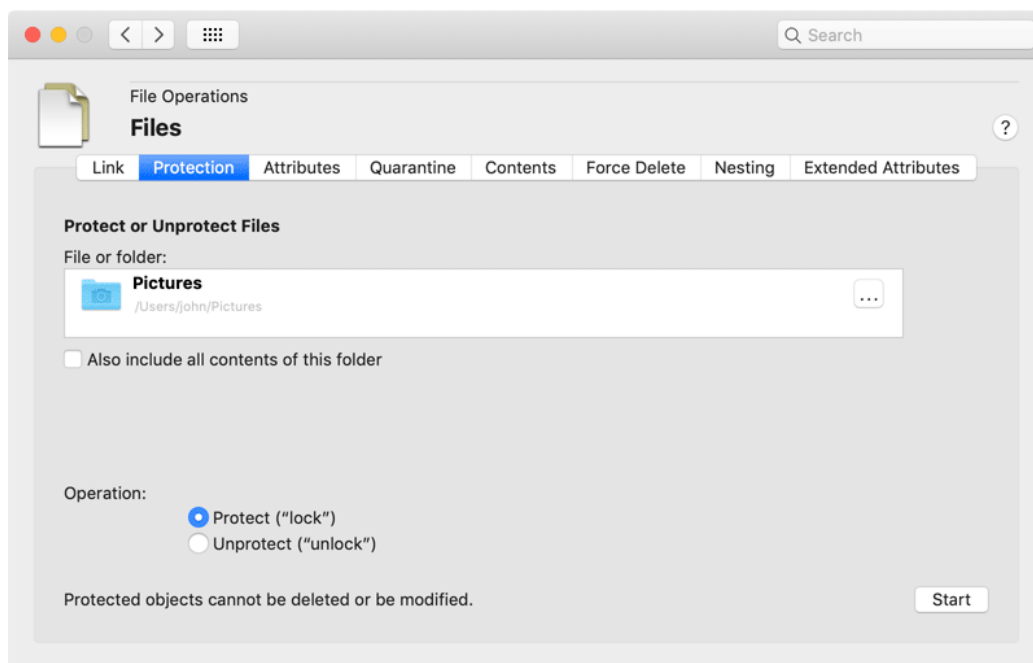 Search
File Operations
Files
?
Link Protection Attributes Quarantine Contents Force Delete Nesting Extended Attributes
Protect or Unprotect Files
File or folder:
Pictures
/Users/john/Pictures
...
Also include all contents of this folder
Operation:
Protect (“lock”)
Unprotect (“unlock”)
Protected objects cannot be deleted or be modified.
Start